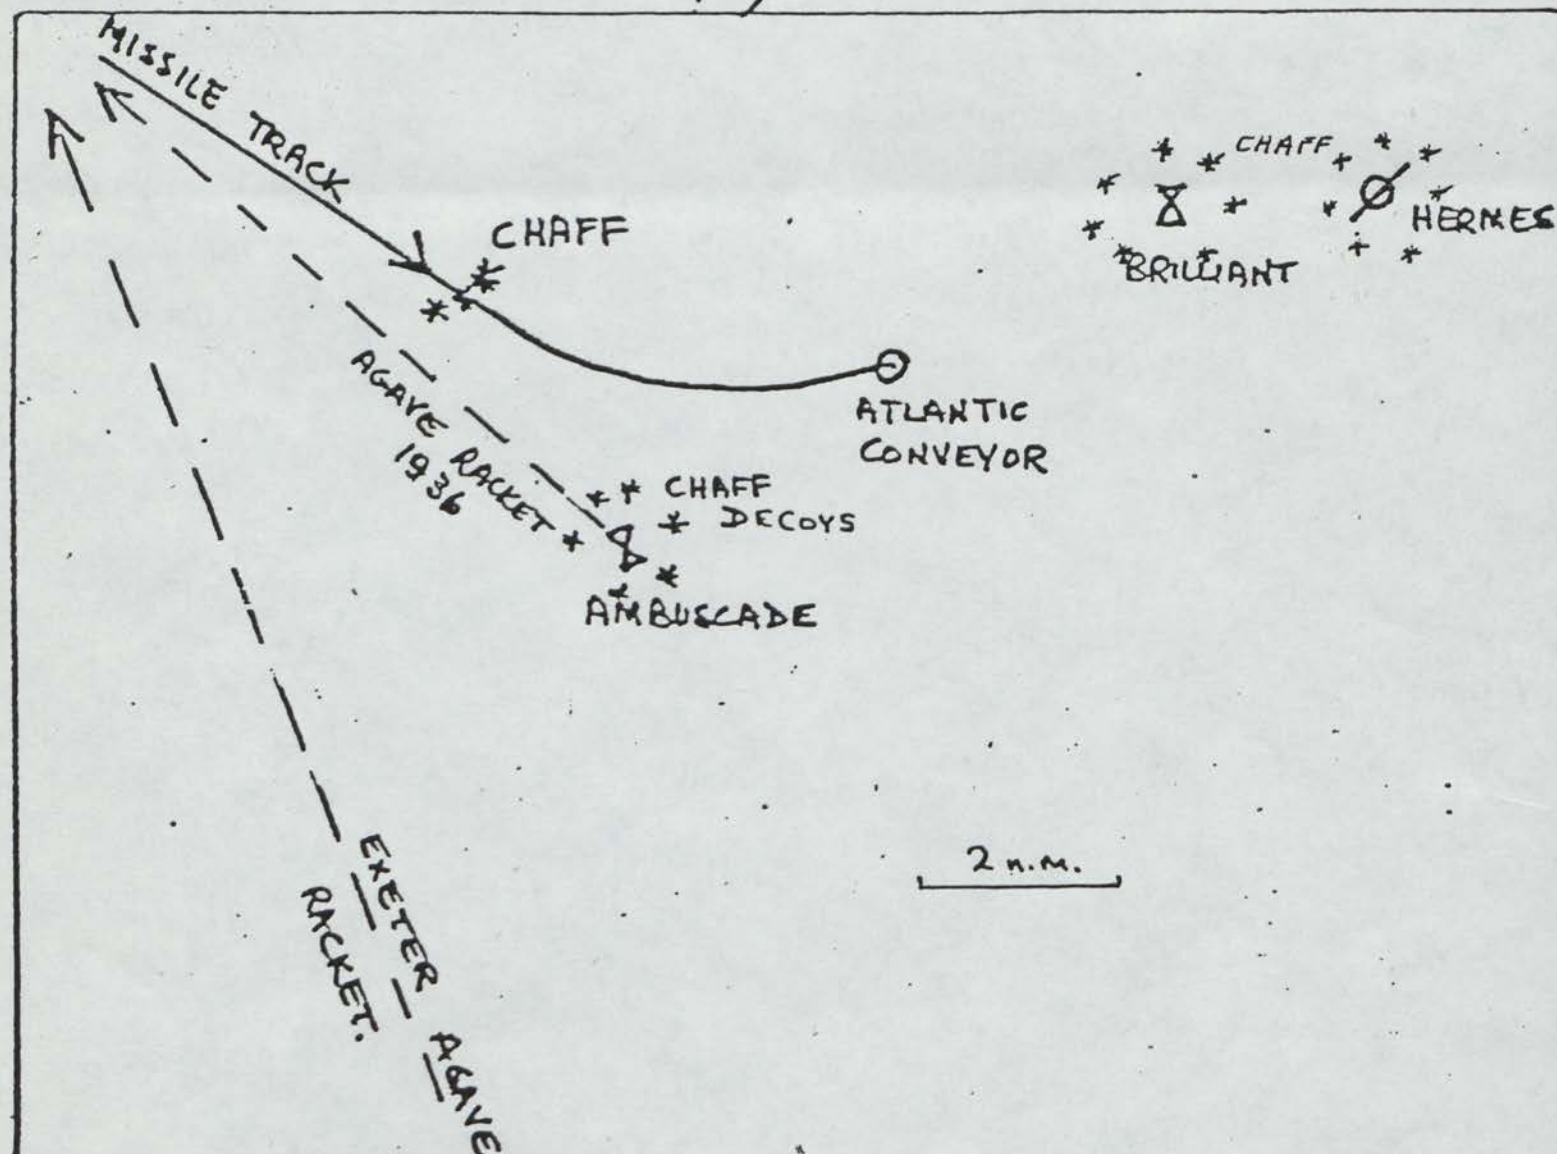 MISSILE TRACK
CHAFF
CHAFF
HERMES
BRILLIANT
ATLANTIC
CONVEYOR
AGAVE RACKET
1936
CHAFF
DECOYS
AMBUSCADE
2 n.m.
EXETER AGAVE
RACKET.